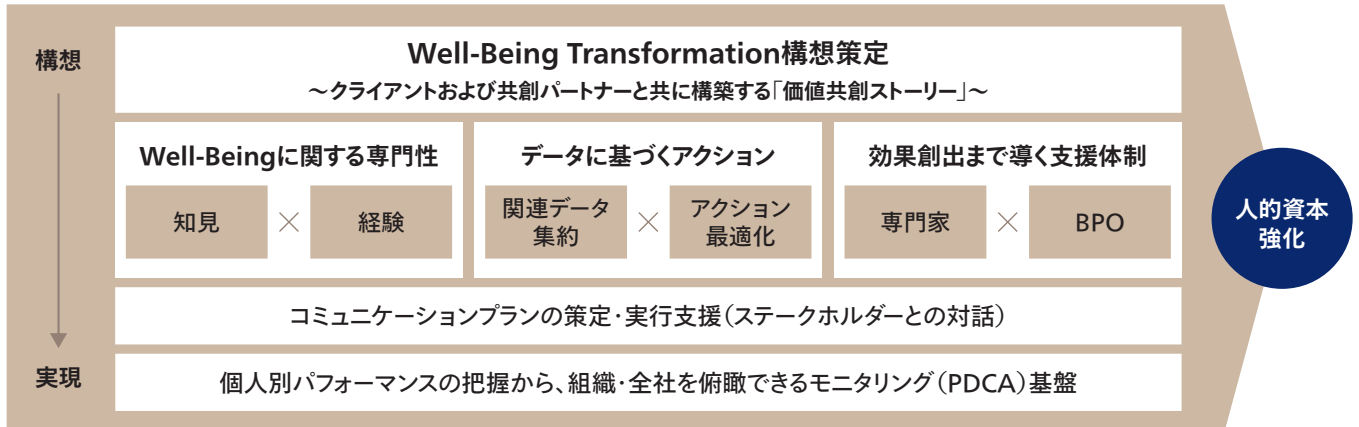 構想
Well-Being Transformation構想策定
～クライアントおよび共創パートナーと共に構築する「価値共創ストーリー」～
Well-Beingに関する専門性
知見
×
経験
データに基づくアクション
関連データ
集約
×
アクション
最適化
効果創出まで導く支援体制
専門家
×
BPO
コミュニケーションプランの策定・実行支援（ステークホルダーとの対話）
実現
個人別パフォーマンスの把握から、組織・全社を俯瞰できるモニタリング（PDCA）基盤
人的資本
強化